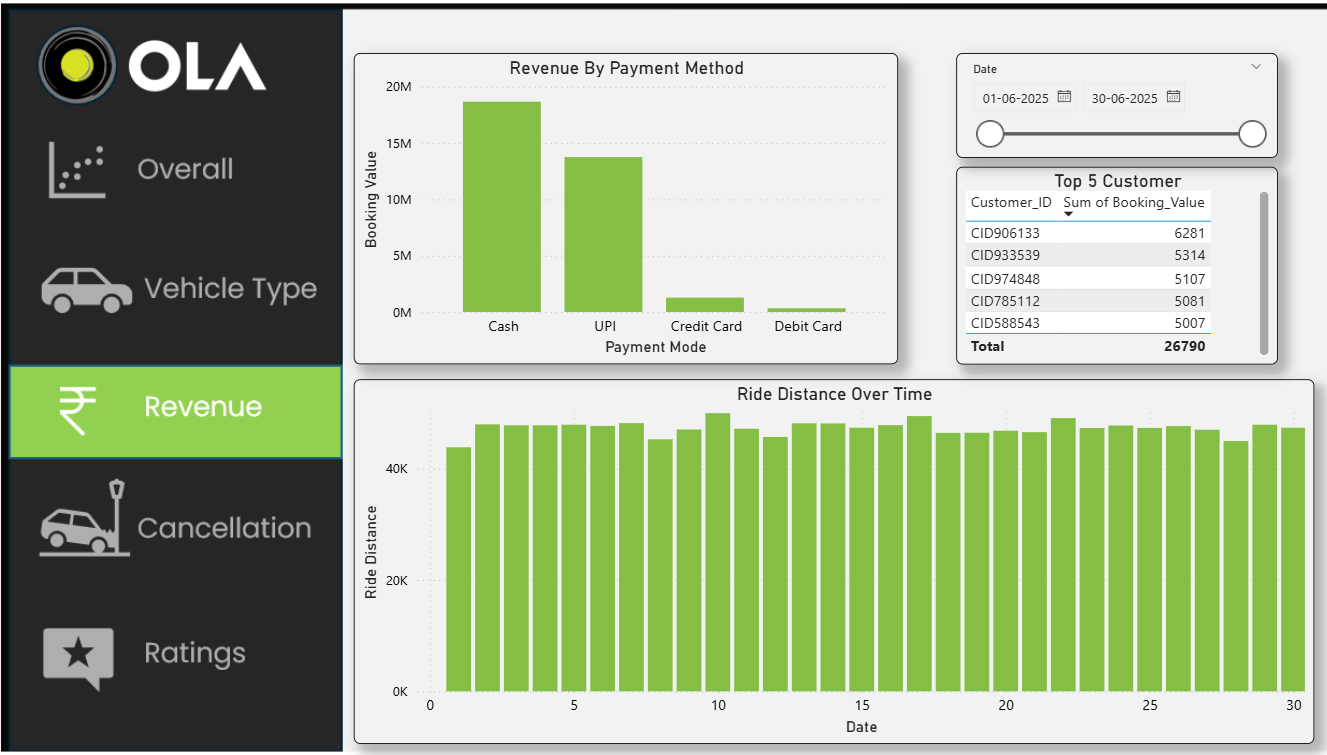 OLA
Overall
Vehicle Type
Revenue
Cancellation
Ratings
Revenue By Payment Method
Booking Value
20M
15M
10M
5M
0M
Cash UPI Credit Card Debit Card
Payment Mode
Date
01-06-2025 30-06-2025
Top 5 Customer
Customer_ID Sum of Booking_Value
CID906133 6281
CID933539 5314
CID974848 5107
CID785112 5081
CID588543 5007
Total 26790
Ride Distance Over Time
Ride Distance
40K
20K
0K
0 5 10 15 20 25 30
Date